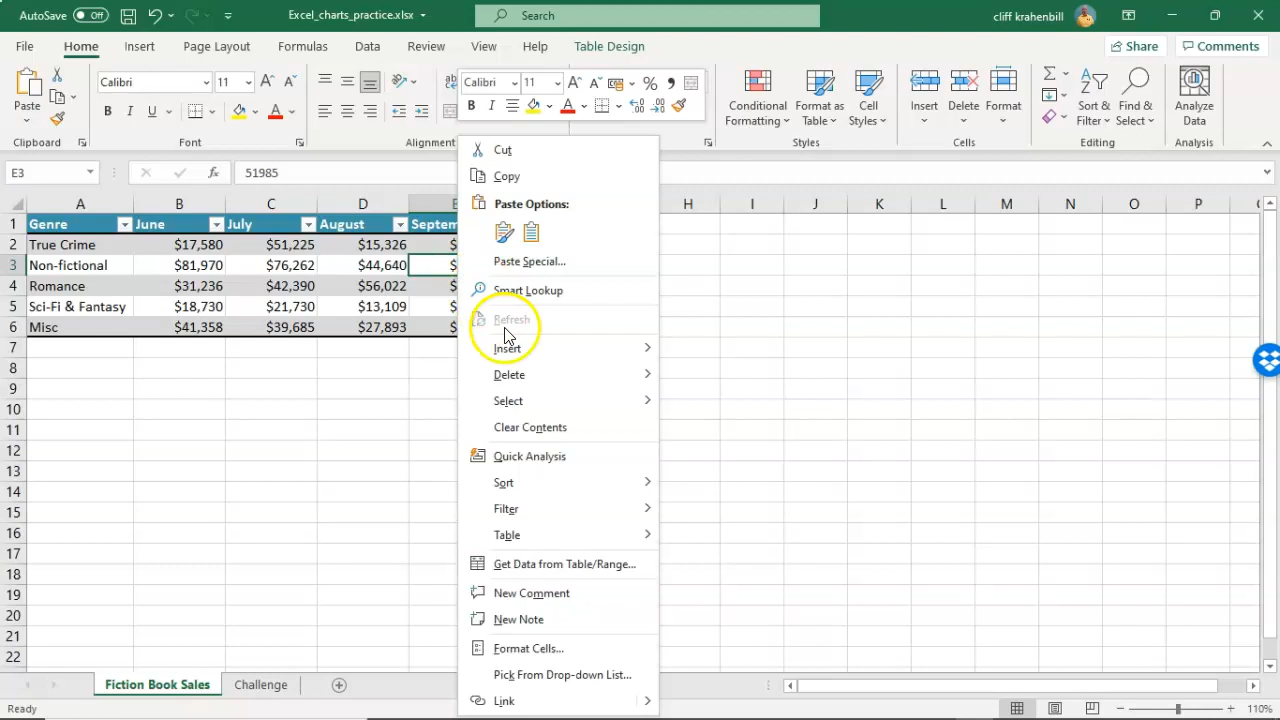 AutoSave Off Excel_charts_practice.xlsx Search cliff krahenbill
File Home Insert Page Layout Formulas Data Review View Help Table Design Share Comments
Calibri 11
Paste
B I U
Calibri 11
B I
Conditional Formatting
Format as Table
Cell Styles
Insert
Delete
Format
Sort & Filter
Find & Select
Analyze Data
Clipboard Font Alignment Styles Cells Analysis
E3 51985
A B C D E H I J K L M N O P
1 Genre June July August Septem
2 True Crime $17,580 $51,225 $15,326 $
3 Non-fictional $81,970 $76,262 $44,640 $
4 Romance $31,236 $42,390 $56,022 $
5 Sci-Fi & Fantasy $18,730 $21,730 $13,109 $
6 Misc $41,358 $39,685 $27,893 $
7
8
9
10
11
12
13
14
15
16
17
18
19
20
21
22
Cut
Copy
Paste Options:
Paste Special...
Smart Lookup
Refresh
Insert
Delete
Select
Clear Contents
Quick Analysis
Sort
Filter
Table
Get Data from Table/Range...
New Comment
New Note
Format Cells...
Pick From Drop-down List...
Link
Fiction Book Sales Challenge
Ready 110%